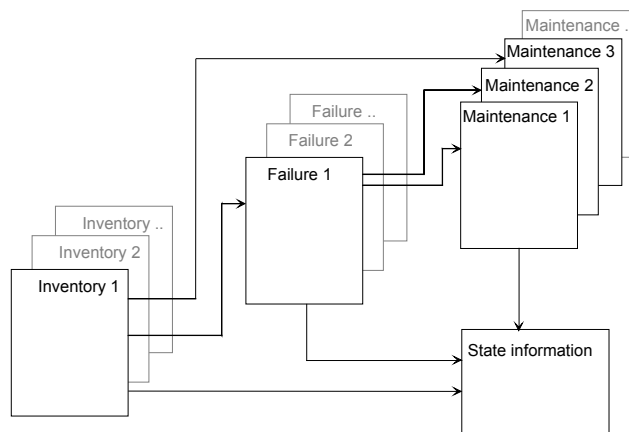 Maintenance ..
Maintenance 3
Maintenance 2
Maintenance 1
Failure ..
Failure 2
Failure 1
Inventory ..
Inventory 2
Inventory 1
State information